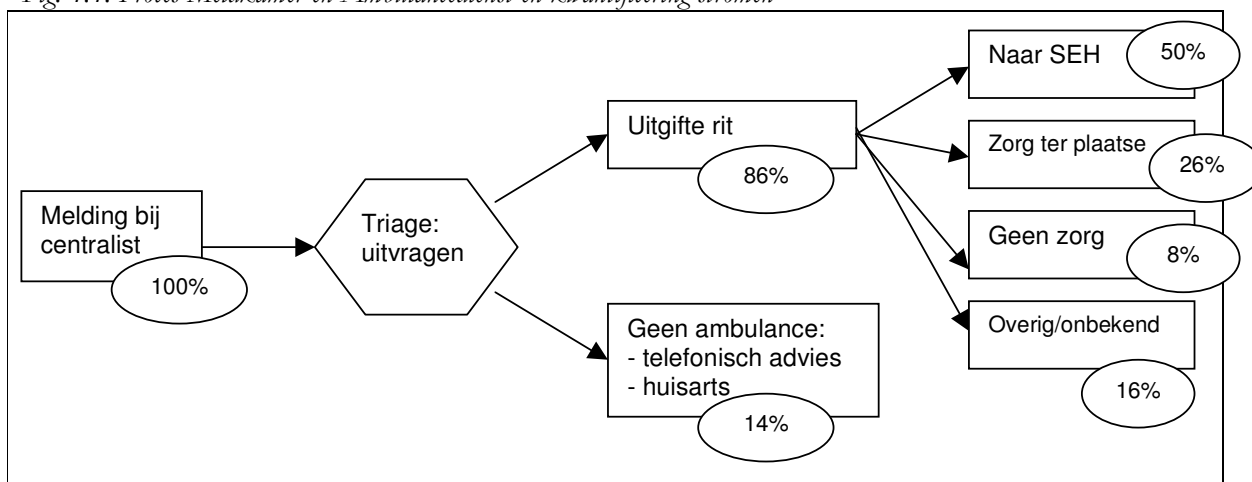 Naar SEH
50%
Uitgifte rit
86%
Zorg ter plaatse
26%
Melding bij
centralist
100%
Triage:
uitvragen
Geen zorg
8%
Geen ambulance:
- telefonisch advies
- huisarts
14%
Overig/onbekend
16%